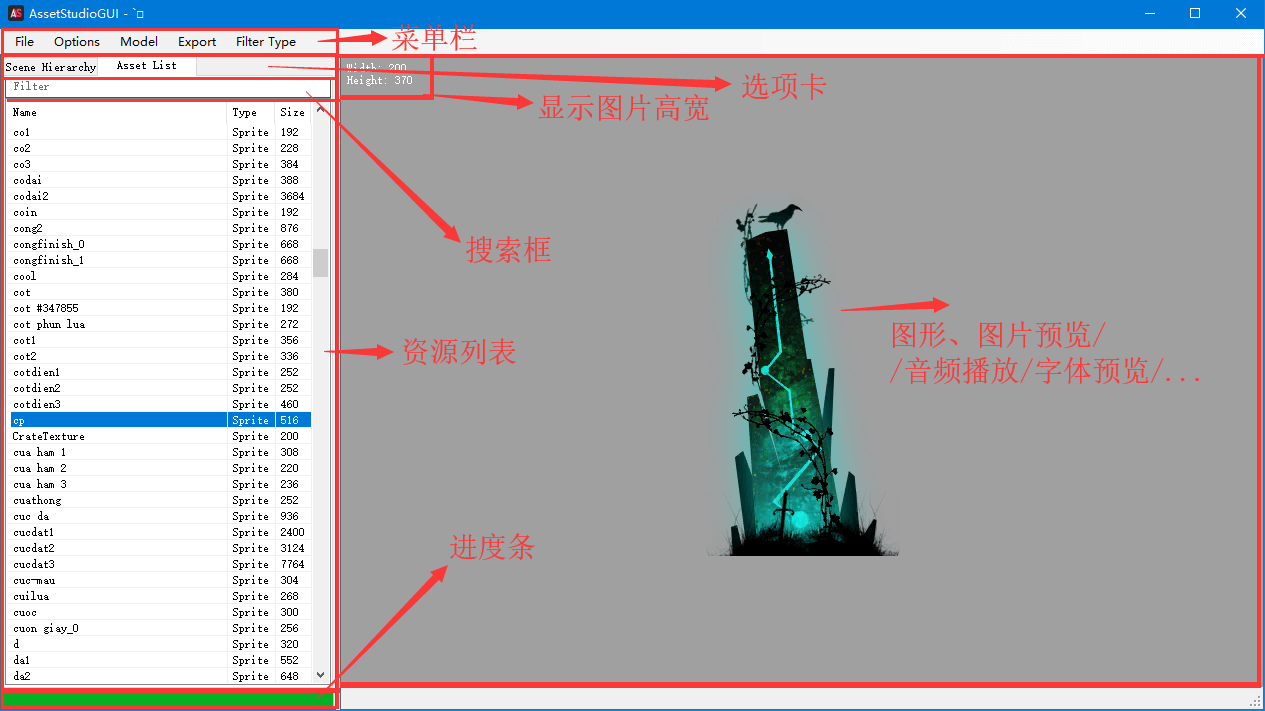 AssetStudioGUI - `□
File Options Model Export Filter Type
菜单栏
Scene Hierarchy Asset List
Width: 200
Height: 370
选项卡
显示图片高宽
Filter
Name Type Size
co1 Sprite 192
co2 Sprite 228
co3 Sprite 384
codai Sprite 388
codai2 Sprite 3684
coin Sprite 192
cong2 Sprite 876
congfinish_0 Sprite 668
congfinish_1 Sprite 668
cool Sprite 284
cot Sprite 380
cot #347855 Sprite 192
cot phun lua Sprite 272
cot1 Sprite 356
cot2 Sprite 336
cotdien1 Sprite 252
cotdien2 Sprite 252
cotdien3 Sprite 460
cp Sprite 516
CrateTexture Sprite 200
cua ham 1 Sprite 308
cua ham 2 Sprite 220
cua ham 3 Sprite 236
cuathong Sprite 252
cuc da Sprite 936
cucdat1 Sprite 2400
cucdat2 Sprite 3124
cucdat3 Sprite 7764
cuc-mau Sprite 304
cuilua Sprite 268
cuoc Sprite 300
cuon giay_0 Sprite 256
d Sprite 320
da1 Sprite 552
da2 Sprite 648
搜索框
资源列表
图形、图片预览/
/音频播放/字体预览/...
进度条